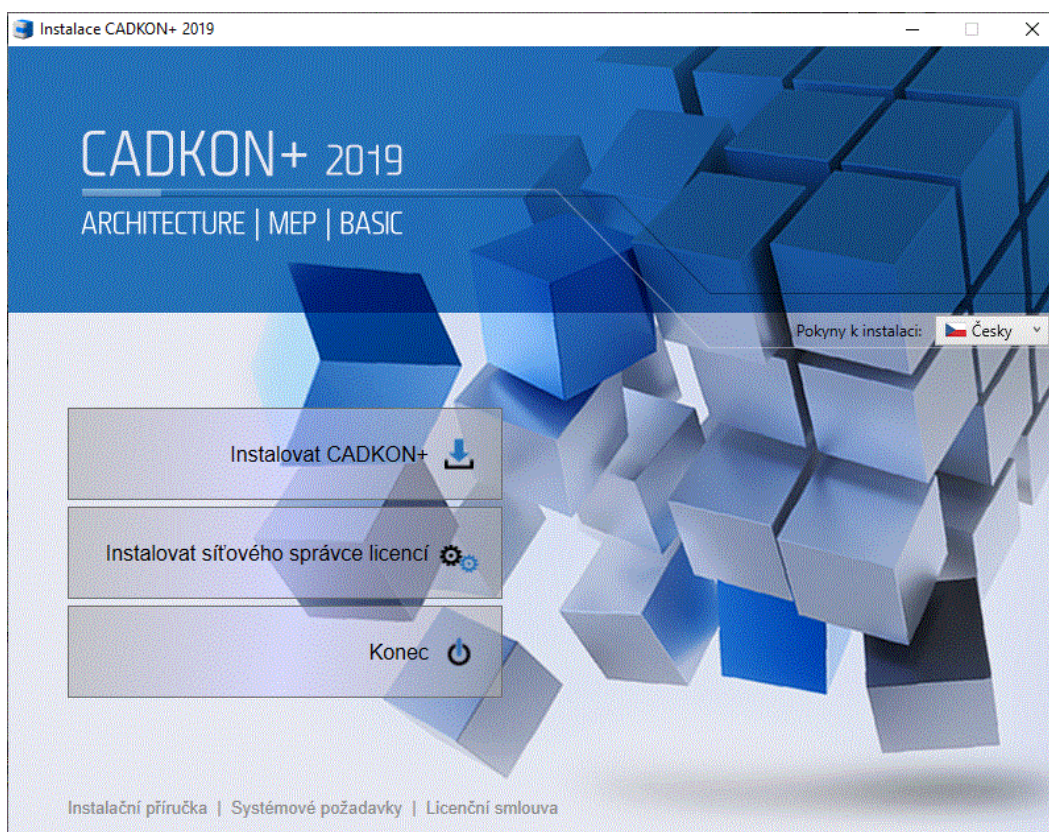 Instalace CADKON+ 2019
CADKON+ 2019
ARCHITECTURE | MEP | BASIC
Pokyny k instalaci: Česky
Instalovat CADKON+
Instalovat síťového správce licencí
Konec
Instalační příručka | Systémové požadavky | Licenční smlouva